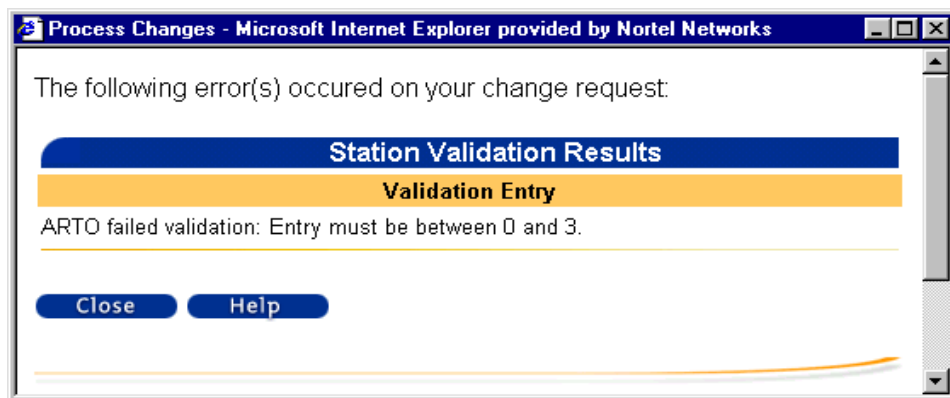 Process Changes - Microsoft Internet Explorer provided by Nortel Networks
The following error(s) occured on your change request:
Station Validation Results
Validation Entry
ARTO failed validation: Entry must be between 0 and 3.
Close Help